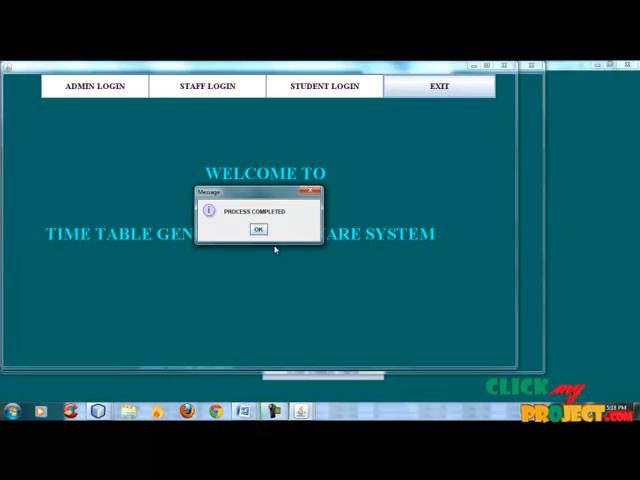 ADMIN LOGIN STAFF LOGIN STUDENT LOGIN EXIT
WELCOME TO
Message
PROCESS COMPLETED
OK
TIME TABLE GEN ARE SYSTEM
CLICK my
PROJECT.COM